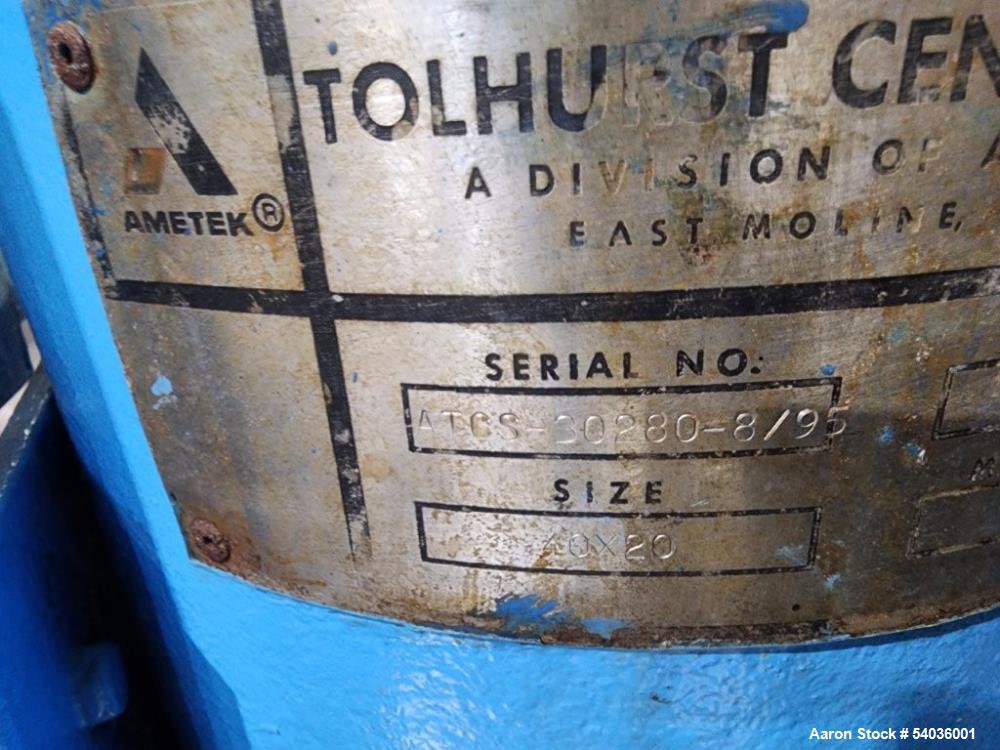 TOLHURST CEN
A DIVISION OF A
EAST MOLINE,
AMETEK®
SERIAL NO:
ATCS-30280-8/95
SIZE
40X20
Aaron Stock # 54036001